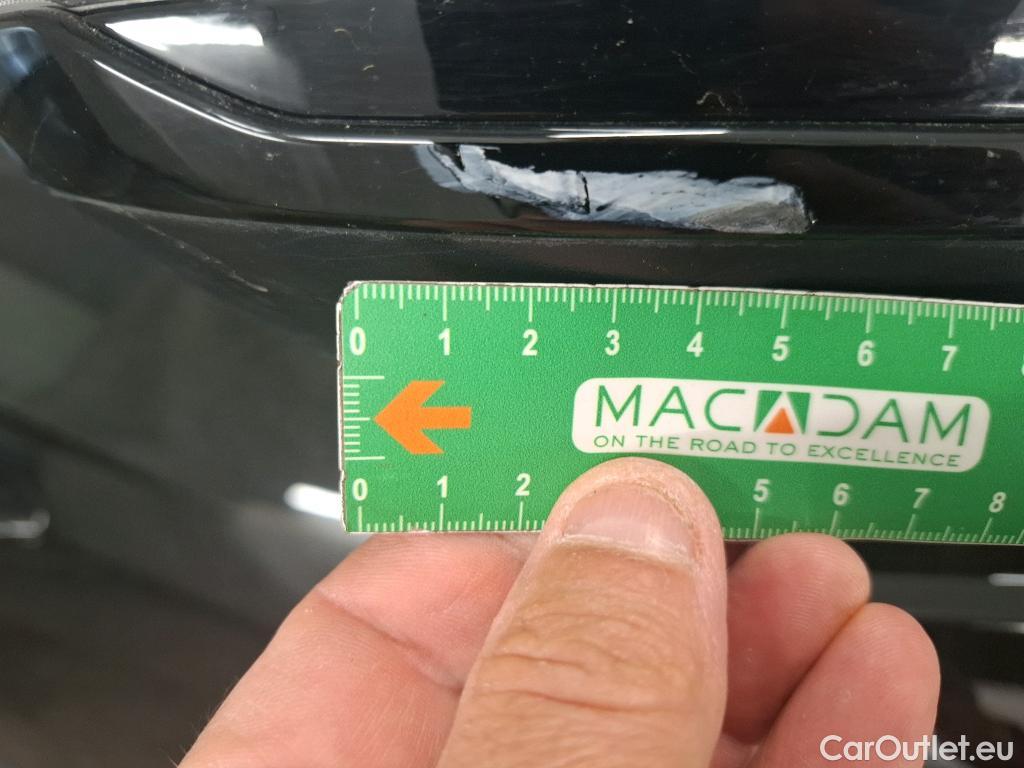 0 1 2 3 4 5 6 7
MACADAM
ON THE ROAD TO EXCELLENCE
0 1 2 5 6 7 8
CarOutlet.eu